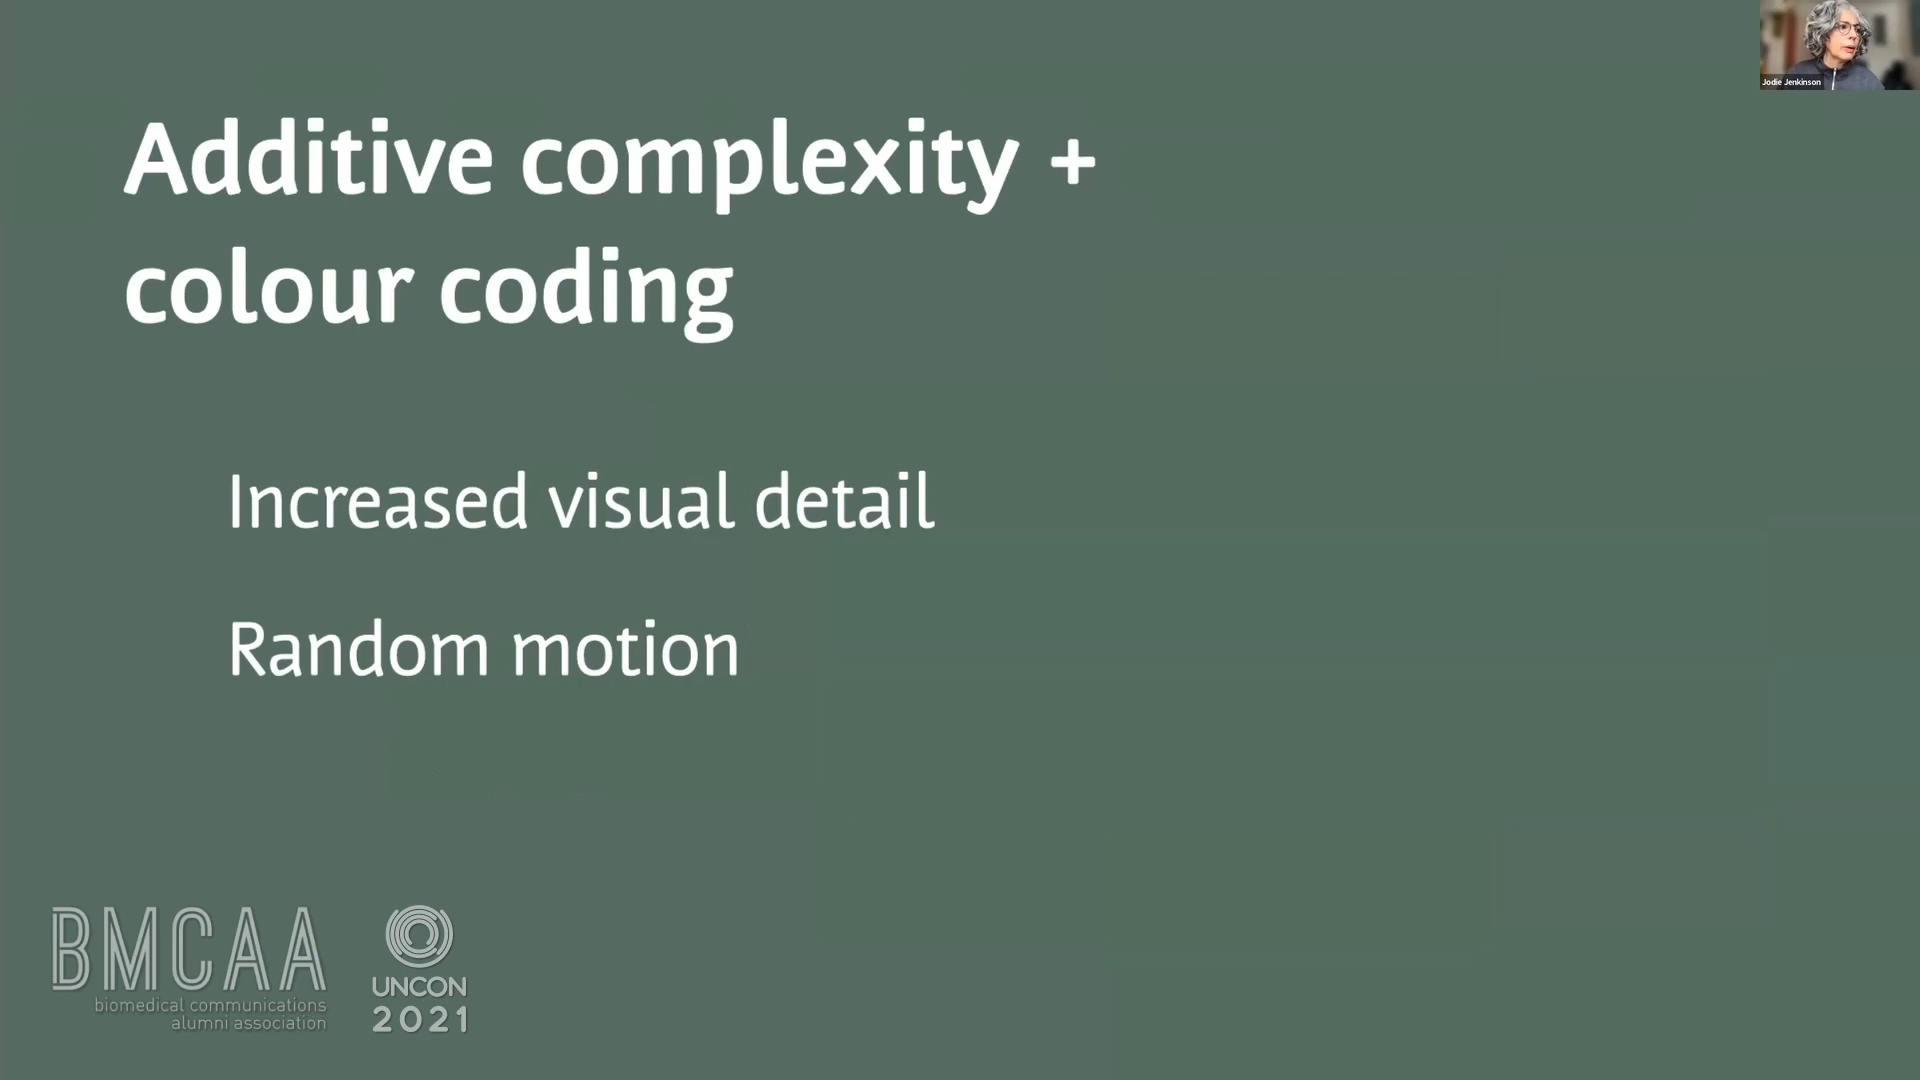 Jodie Jenkinson
Additive complexity +
colour coding
Increased visual detail
Random motion
BMCAA
biomedical communications
alumni association
UNCON
2021